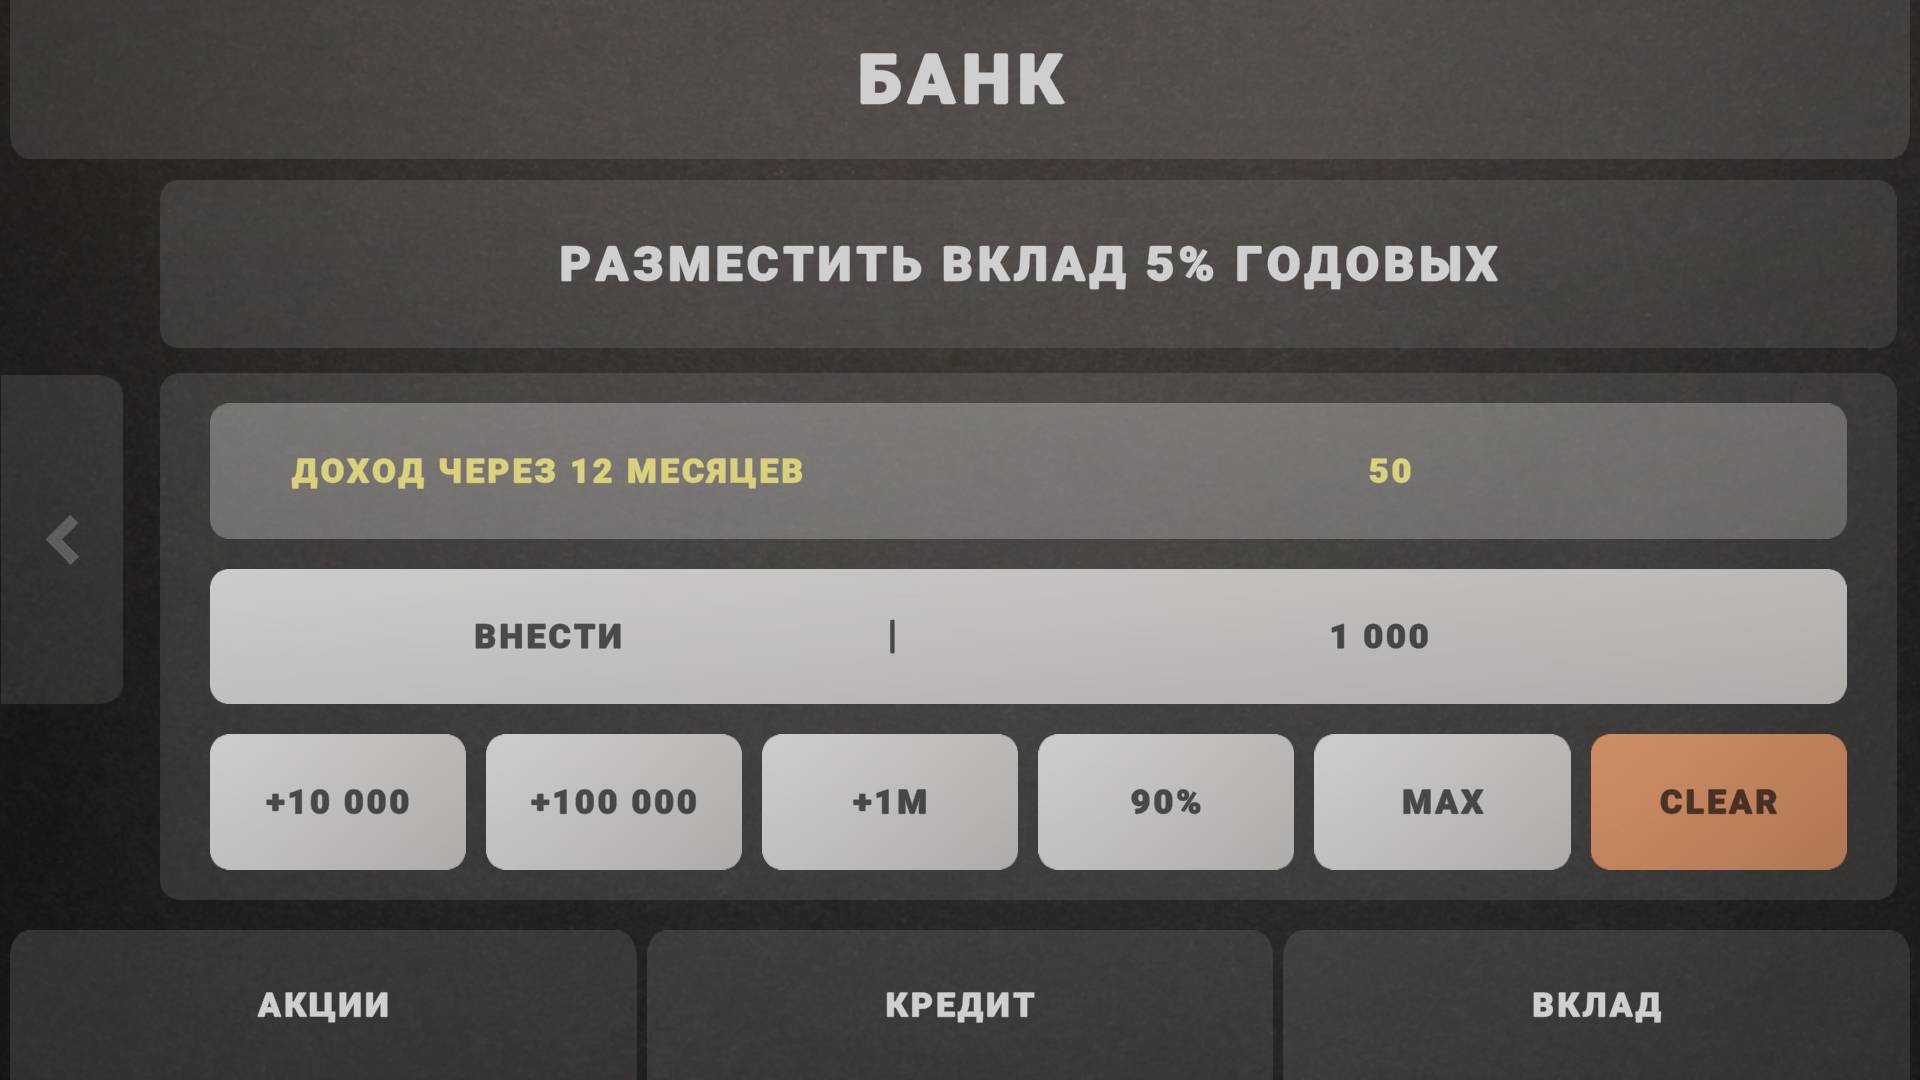 БАНК
РАЗМЕСТИТЬ ВКЛАД 5% ГОДОВЫХ
ДОХОД ЧЕРЕЗ 12 МЕСЯЦЕВ 50
ВНЕСТИ | 1 000
+10 000 +100 000 +1M 90% MAX CLEAR
АКЦИИ КРЕДИТ ВКЛАД